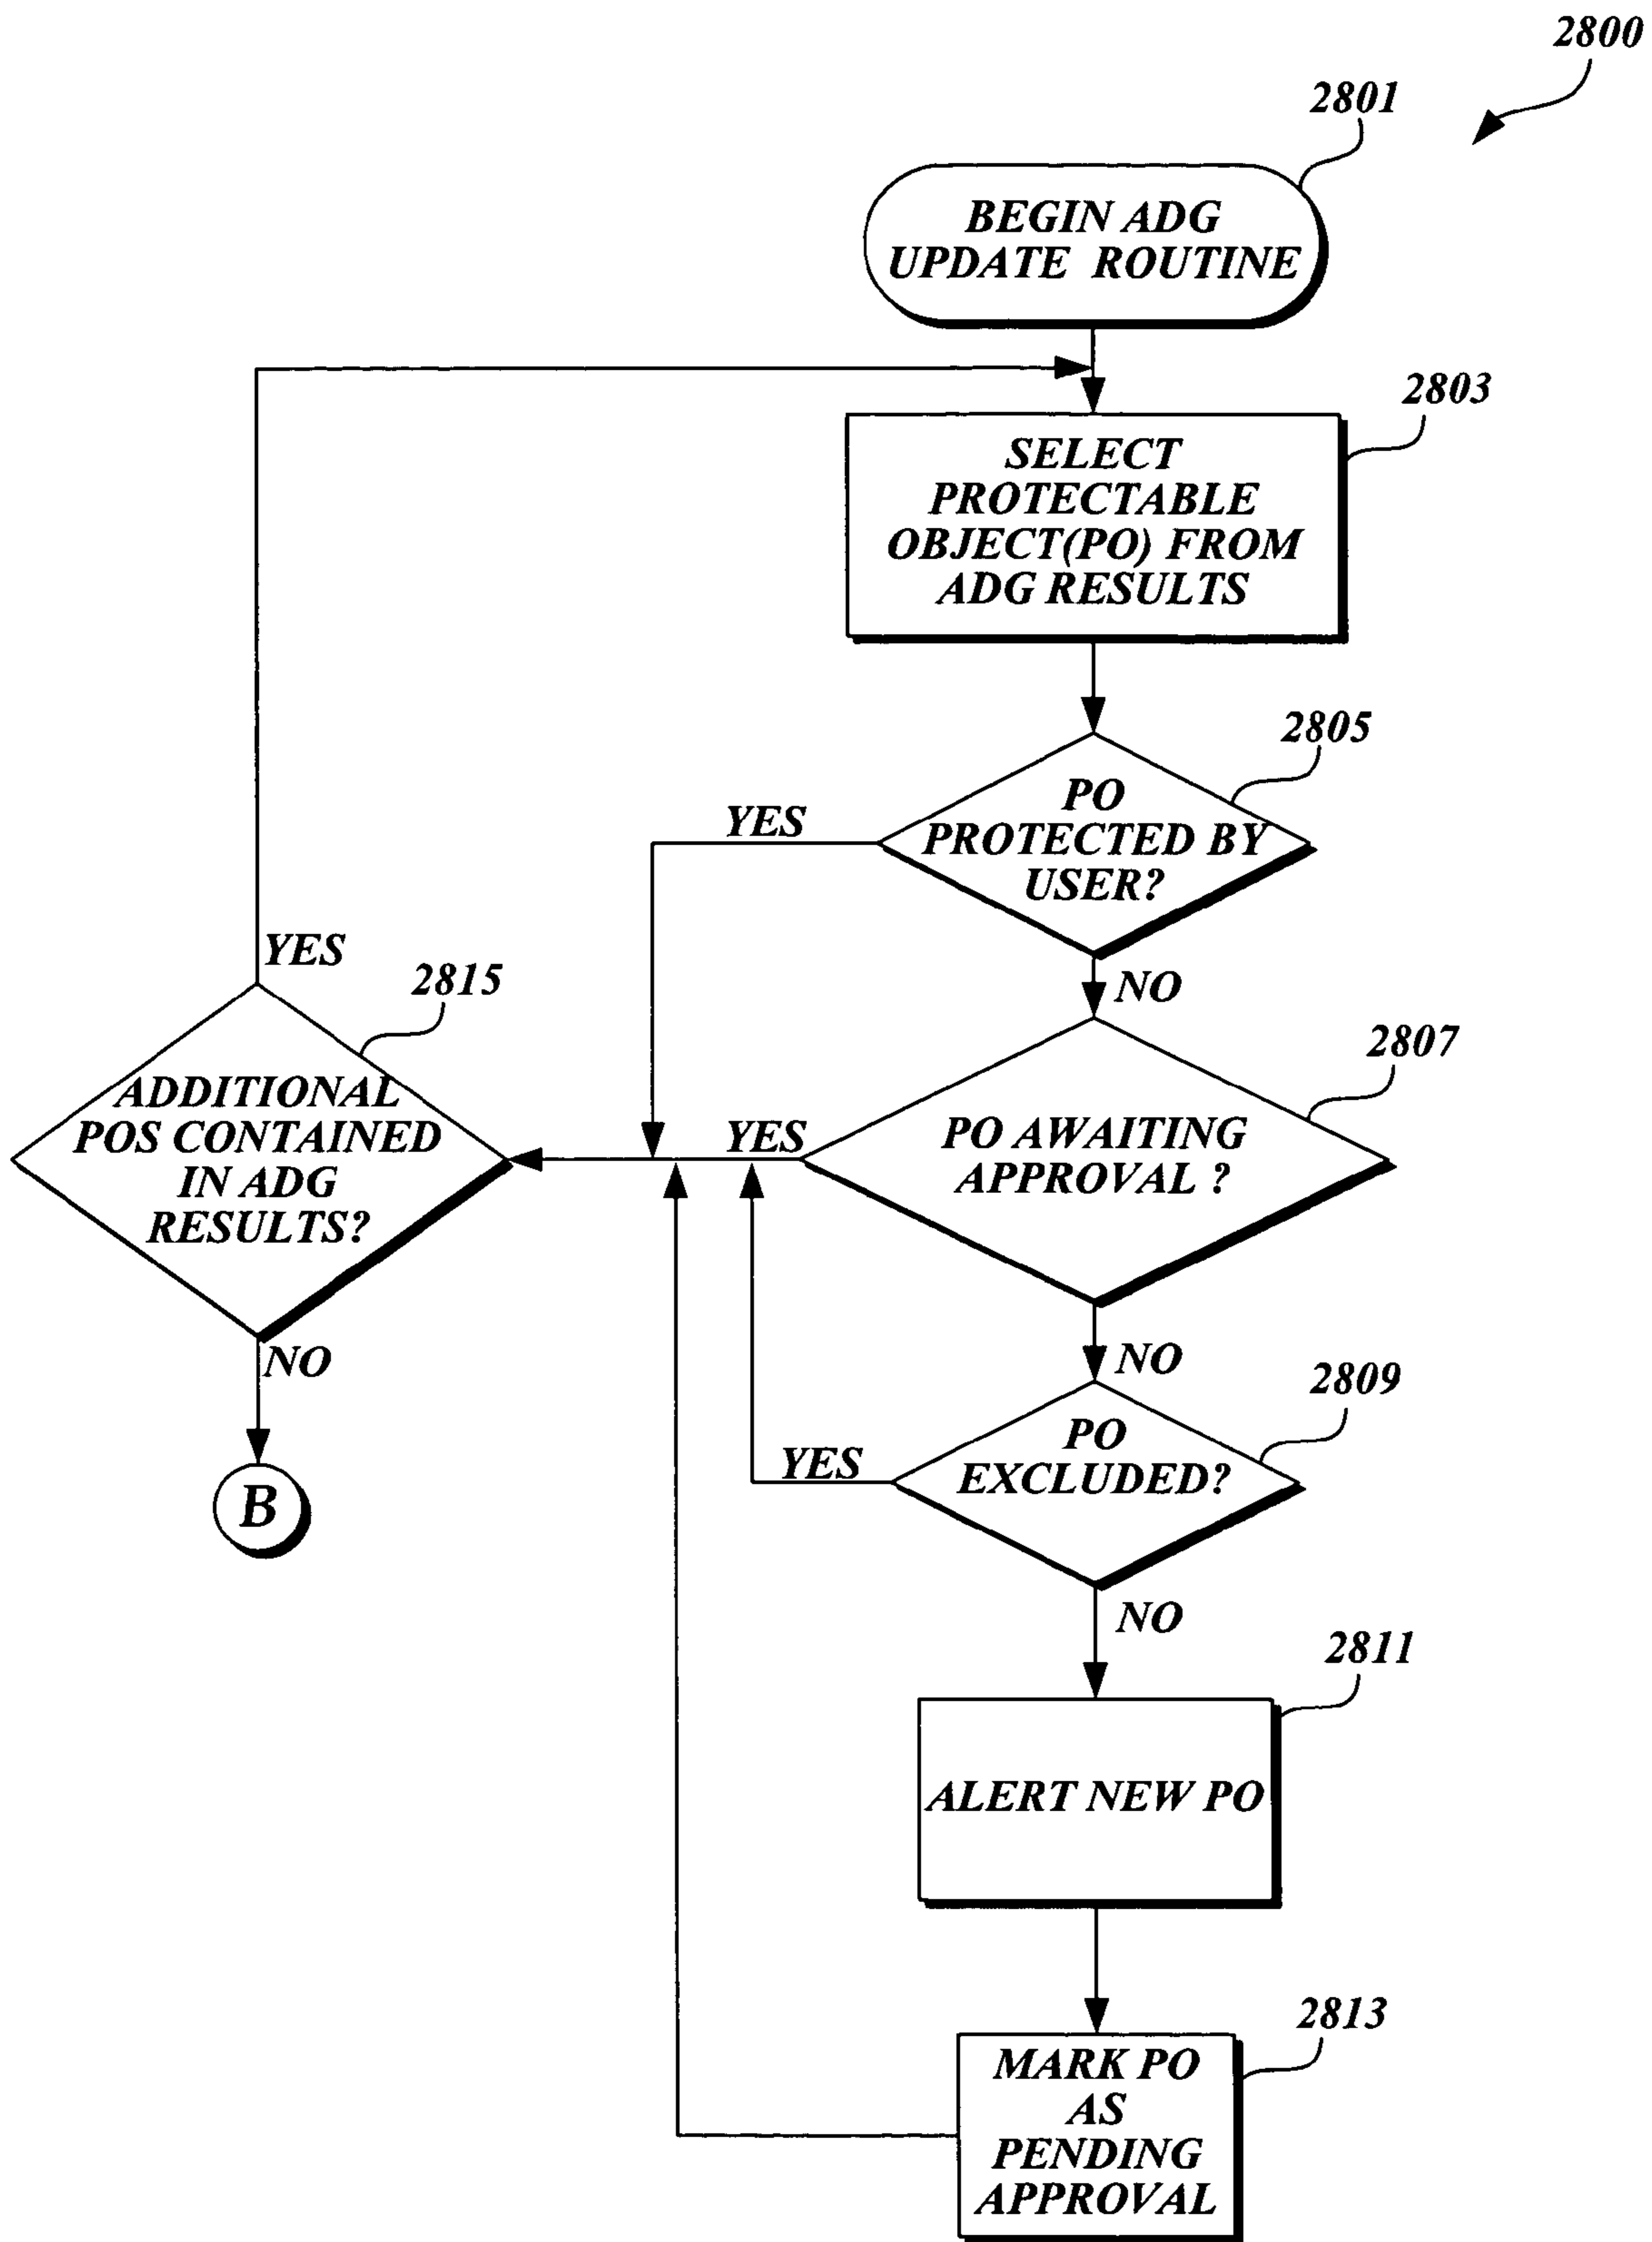 2800
2801
BEGIN ADG
UPDATE ROUTINE
2803
SELECT
PROTECTABLE
OBJECT(PO) FROM
ADG RESULTS
2805
PO
PROTECTED BY
USER?
YES
NO
YES
2815
ADDITIONAL
POS CONTAINED
IN ADG
RESULTS?
NO
B
2807
PO AWAITING
APPROVAL ?
YES
NO
2809
PO
EXCLUDED?
YES
NO
2811
ALERT NEW PO
2813
MARK PO
AS
PENDING
APPROVAL